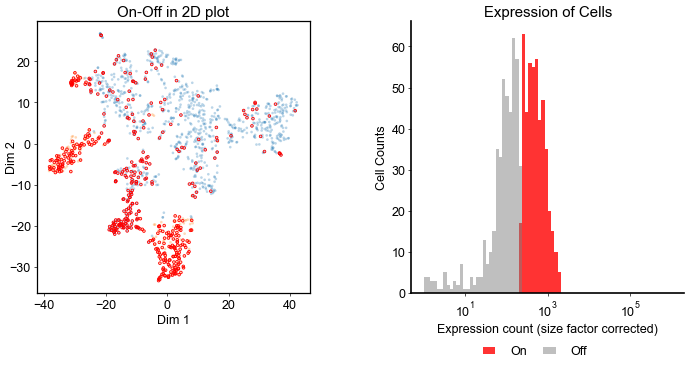 On-Off in 2D plot
20
10
0
−10
−20
−30
Dim 2
−40
−20
0
20
40
Dim 1
Expression of Cells
60
50
40
30
20
10
0
Cell Counts
10^1
10^3
10^5
Expression count (size factor corrected)
On
Off